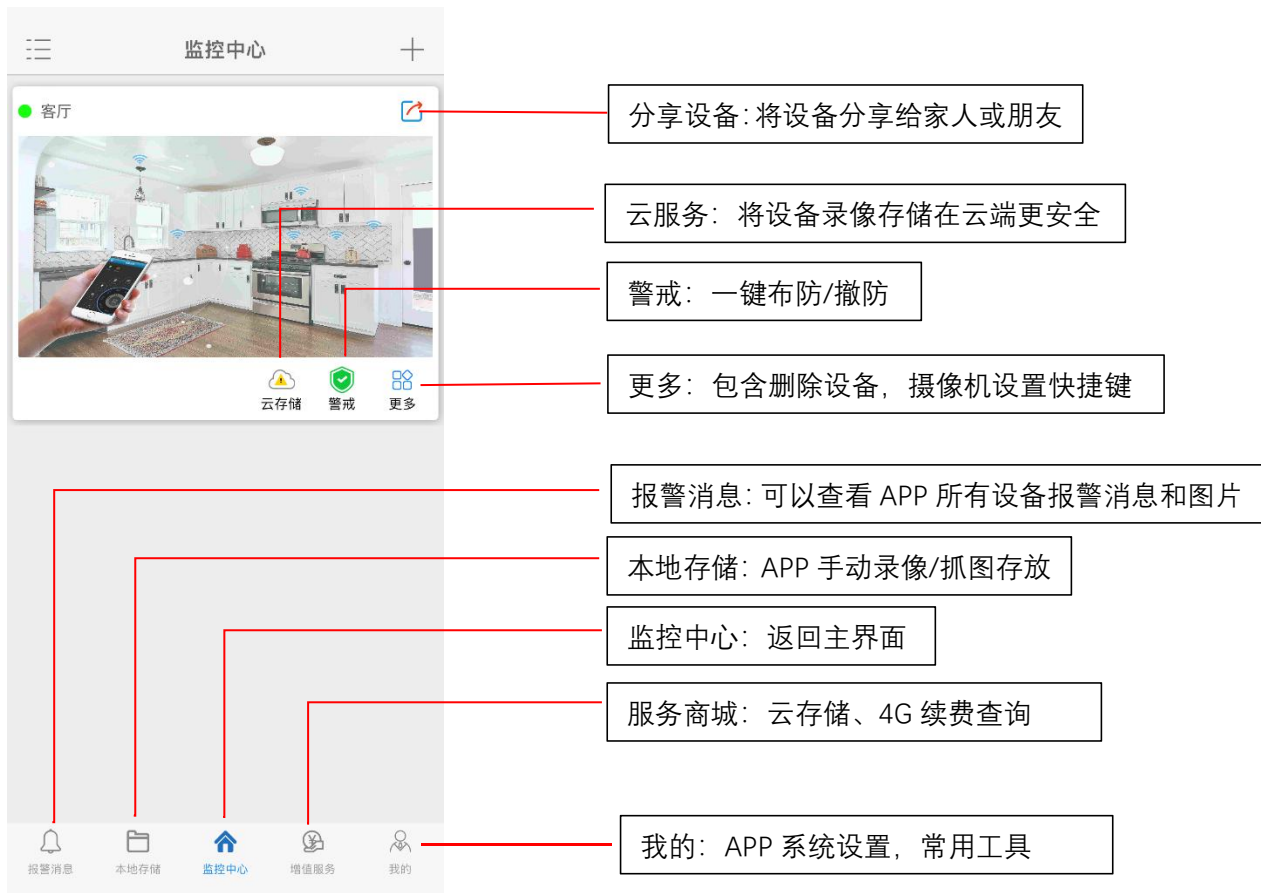 监控中心
客厅
分享设备：将设备分享给家人或朋友
云服务：将设备录像存储在云端更安全
警戒：一键布防/撤防
云存储
警戒
更多
更多：包含删除设备，摄像机设置快捷键
报警消息：可以查看 APP 所有设备报警消息和图片
本地存储：APP 手动录像/抓图存放
监控中心：返回主界面
服务商城：云存储、4G 续费查询
我的：APP 系统设置，常用工具
报警消息
本地存储
监控中心
增值服务
我的